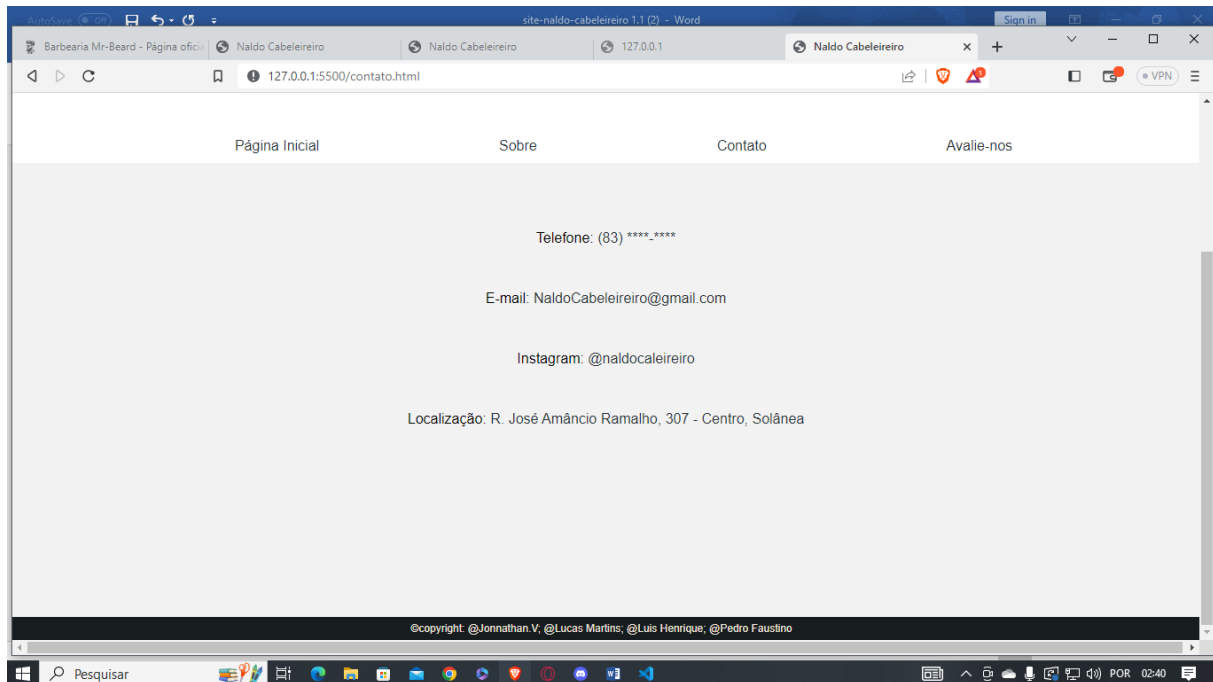 AutoSave Off site-naldo-cabeleireiro 1.1 (2) - Word Sign in
Barbearia Mr-Beard - Página oficia Naldo Cabeleireiro Naldo Cabeleireiro 127.0.0.1 Naldo Cabeleireiro
127.0.0.1:5500/contato.html 1 VPN
Página Inicial Sobre Contato Avalie-nos
Telefone: (83) ****-****
E-mail: NaldoCabeleireiro@gmail.com
Instagram: @naldocaleireiro
Localização: R. José Amâncio Ramalho, 307 - Centro, Solânea
©copyright: @Jonnathan.V; @Lucas Martins; @Luis Henrique; @Pedro Faustino
Pesquisar POR 02:40